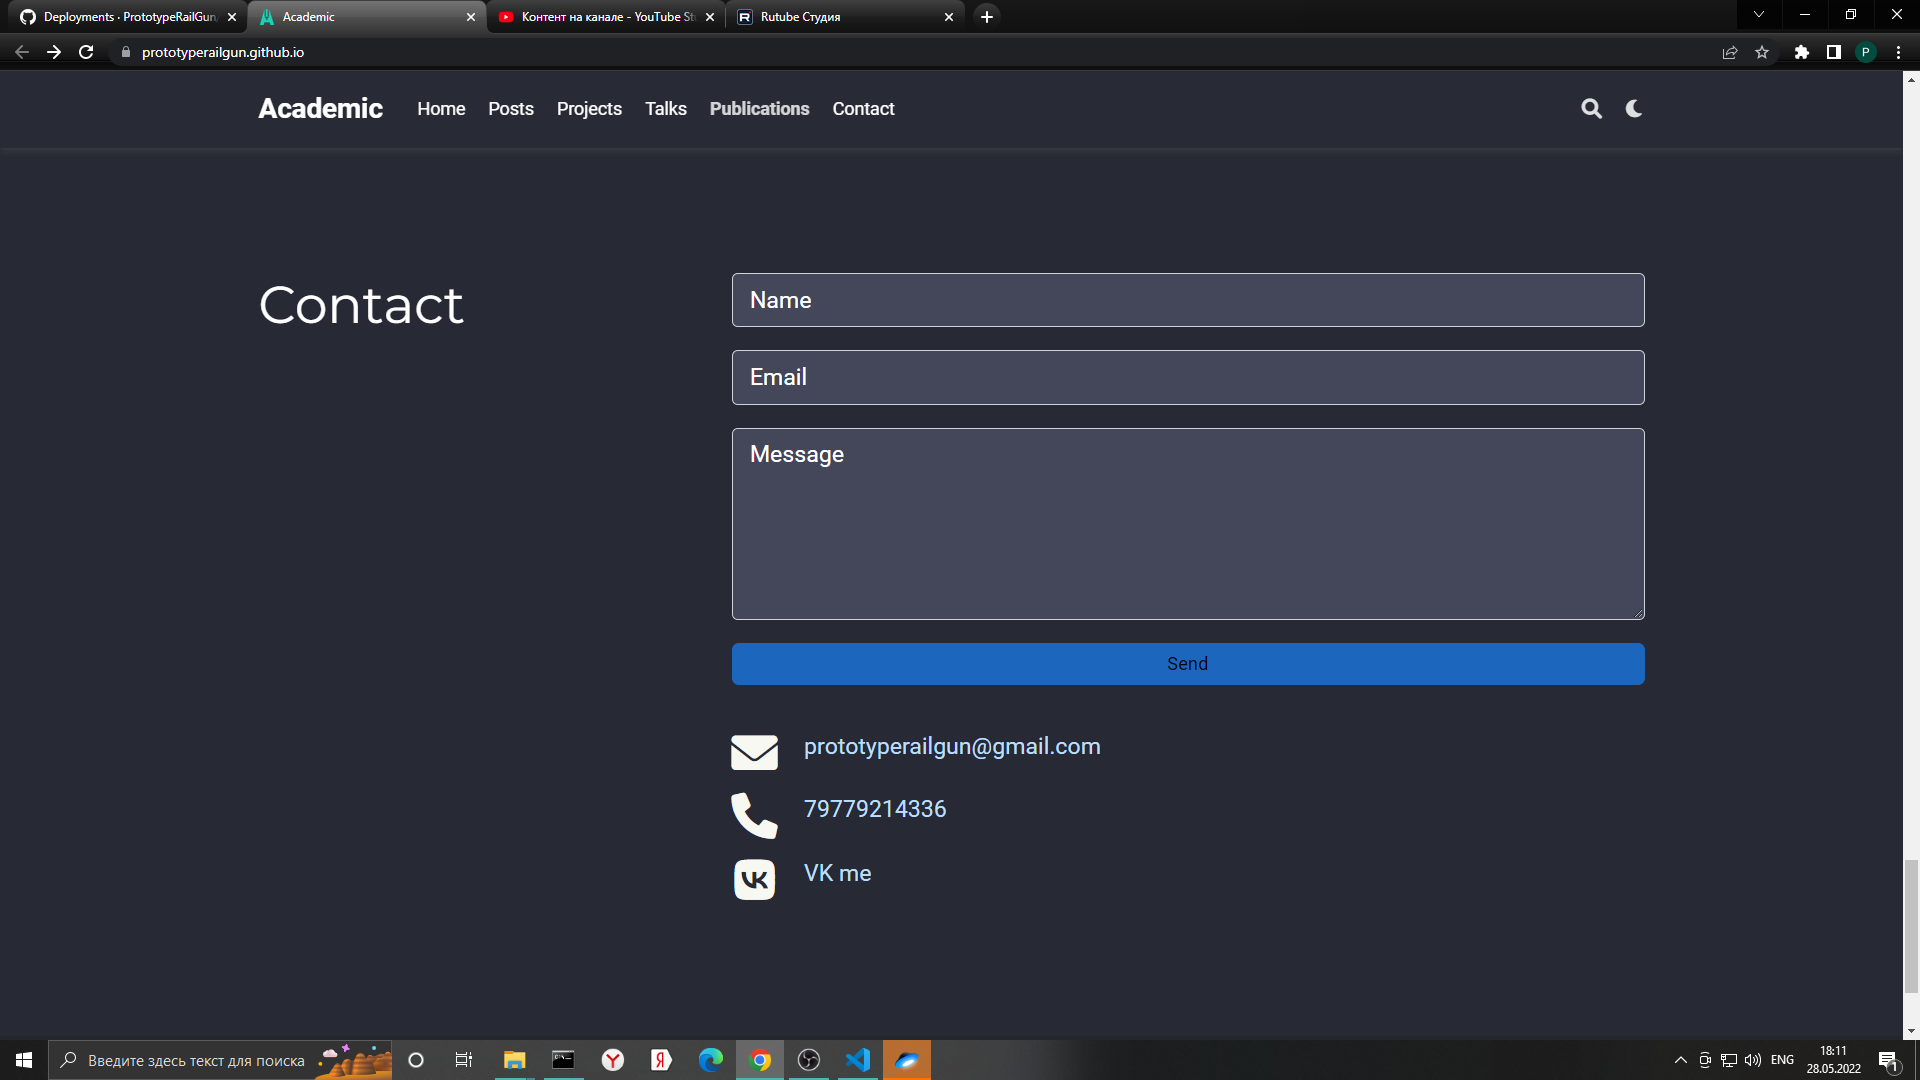 Deployments · PrototypeRailGun
Academic
Контент на канале - YouTube St
Rutube Студия
prototyperailgun.github.io
P
Academic Home Posts Projects Talks Publications Contact
Contact
Name
Email
Message
Send
prototyperailgun@gmail.com
79779214336
VK me
Введите здесь текст для поиска
ENG
18:11
28.05.2022
1